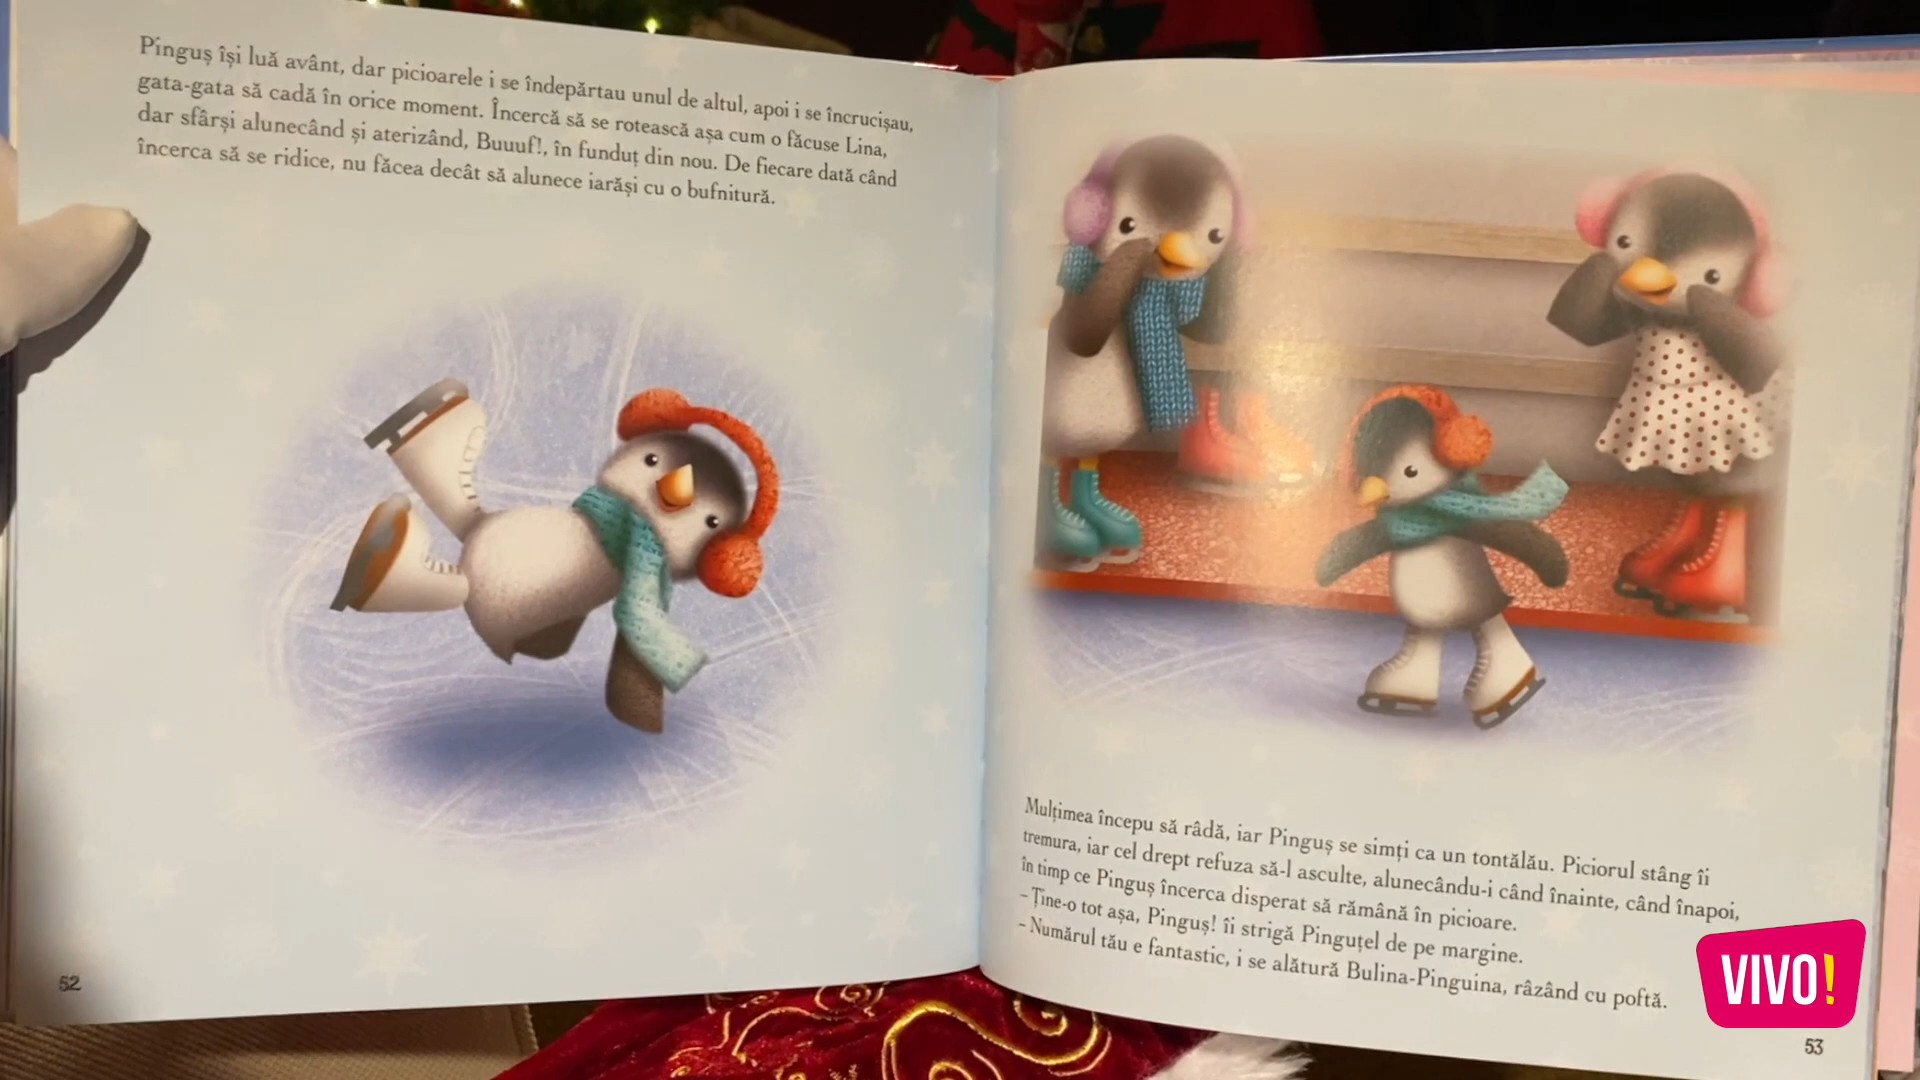 Pinguș își luă avânt, dar picioarele i se îndepărtau unul de altul, apoi i se încrucișau,
gata-gata să cadă în orice moment. Încercă să se rotească așa cum o făcuse Lina,
dar sfârși alunecând și aterizând, Buuuf!, în funduț din nou. De fiecare dată când
încerca să se ridice, nu făcea decât să alunece iarăși cu o bufnitură.
52
Mulțimea începu să râdă, iar Pinguș se simți ca un tontălău. Piciorul stâng îi
tremura, iar cel drept refuza să-l asculte, alunecându-i când înainte, când înapoi,
în timp ce Pinguș încerca disperat să rămână în picioare.
– Ține-o tot așa, Pinguș! îi strigă Pinguțel de pe margine.
– Numărul tău e fantastic, i se alătură Bulina-Pinguina, râzând cu poftă.
VIVO!
53